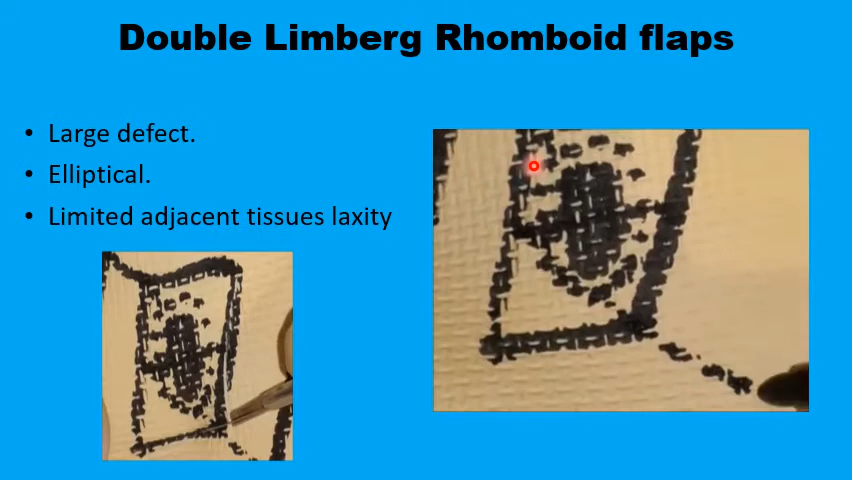 Double Limberg Rhomboid flaps
• Large defect.
• Elliptical.
• Limited adjacent tissues laxity